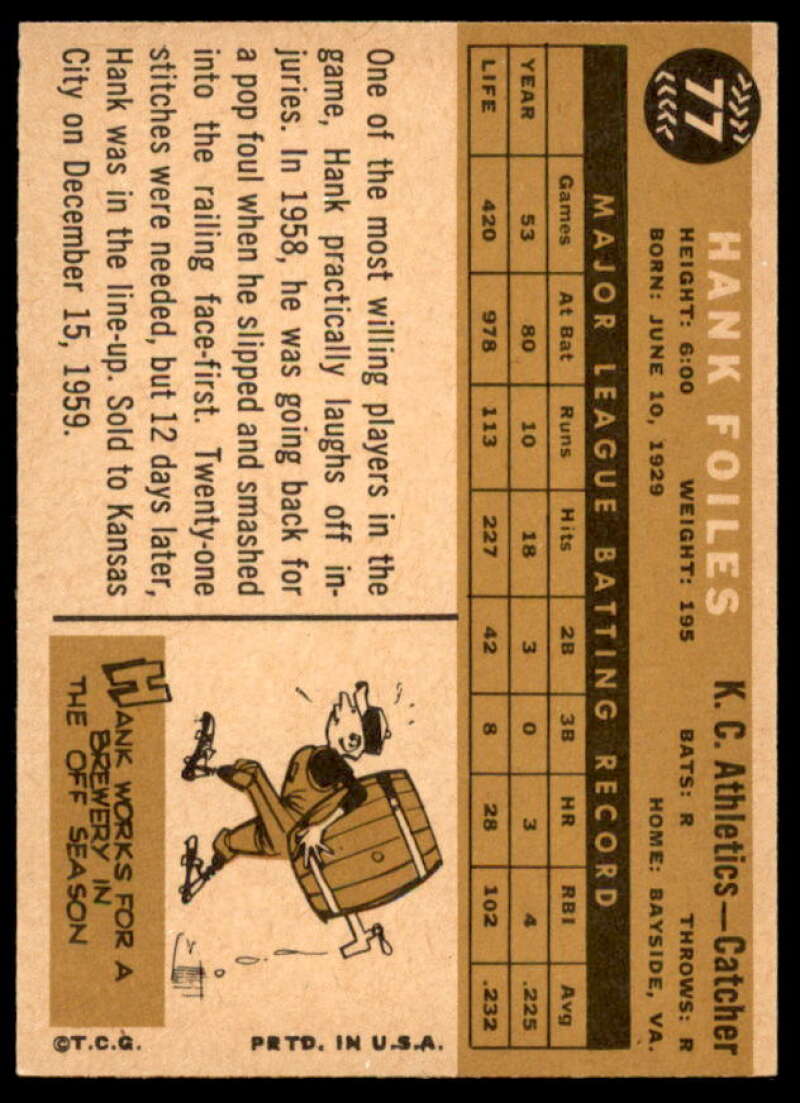 77
HANK FOILES
K. C. Athletics—Catcher
HEIGHT: 6:00 WEIGHT: 195 BATS: R THROWS: R
BORN: JUNE 10, 1929 HOME: BAYSIDE, VA.
MAJOR LEAGUE BATTING RECORD
Games At Bat Runs Hits 2B 3B HR RBI Avg
YEAR 53 80 10 18 3 0 3 4 .225
LIFE 420 978 113 227 42 8 28 102 .232
One of the most willing players in the
game, Hank practically laughs off in-
juries. In 1958, he was going back for
a pop foul when he slipped and smashed
into the railing face-first. Twenty-one
stitches were needed, but 12 days later,
Hank was in the line-up. Sold to Kansas
City on December 15, 1959.
HANK WORKS FOR A
BREWERY IN
THE OFF SEASON
©T.C.G. PRTD. IN U.S.A.